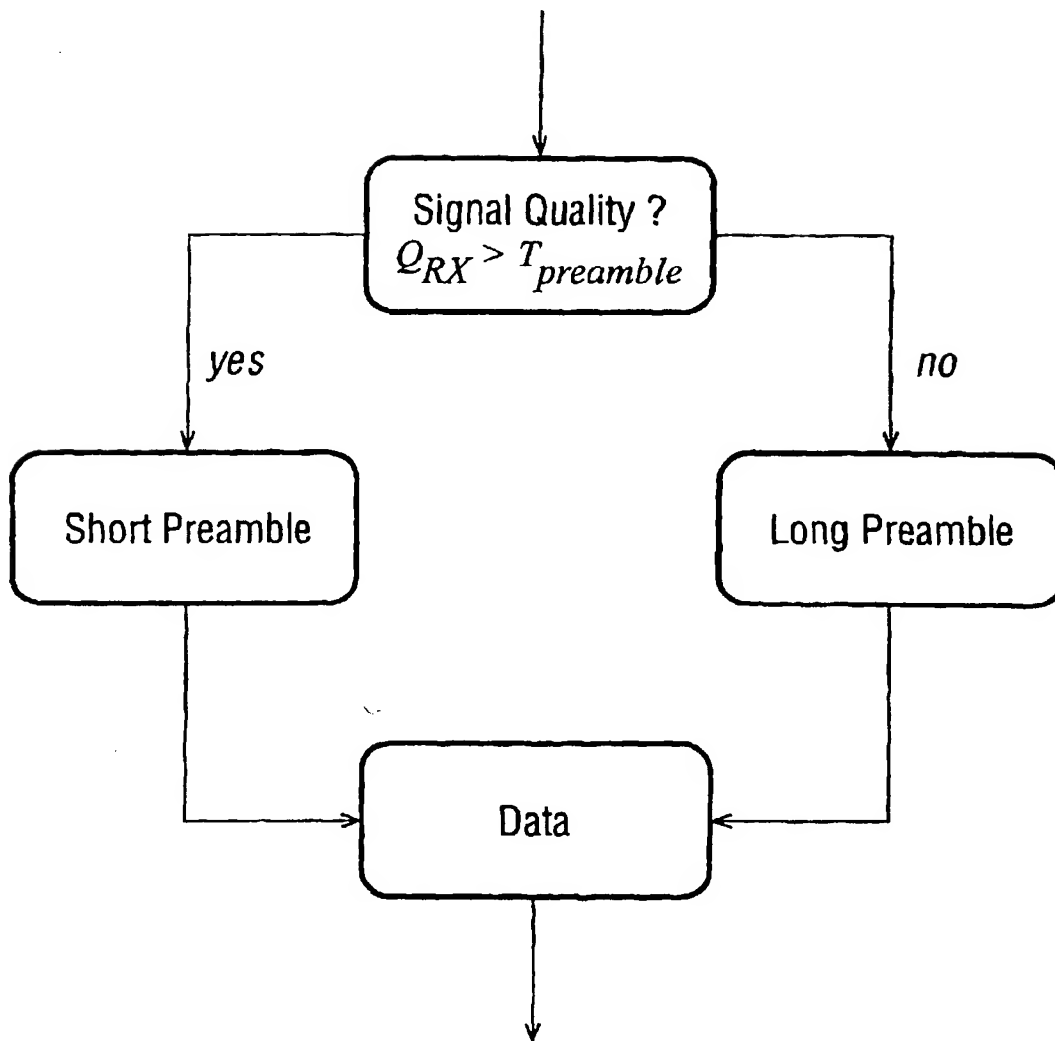 Signal Quality ?
Q_RX > T_preamble
yes
no
Short Preamble
Long Preamble
Data